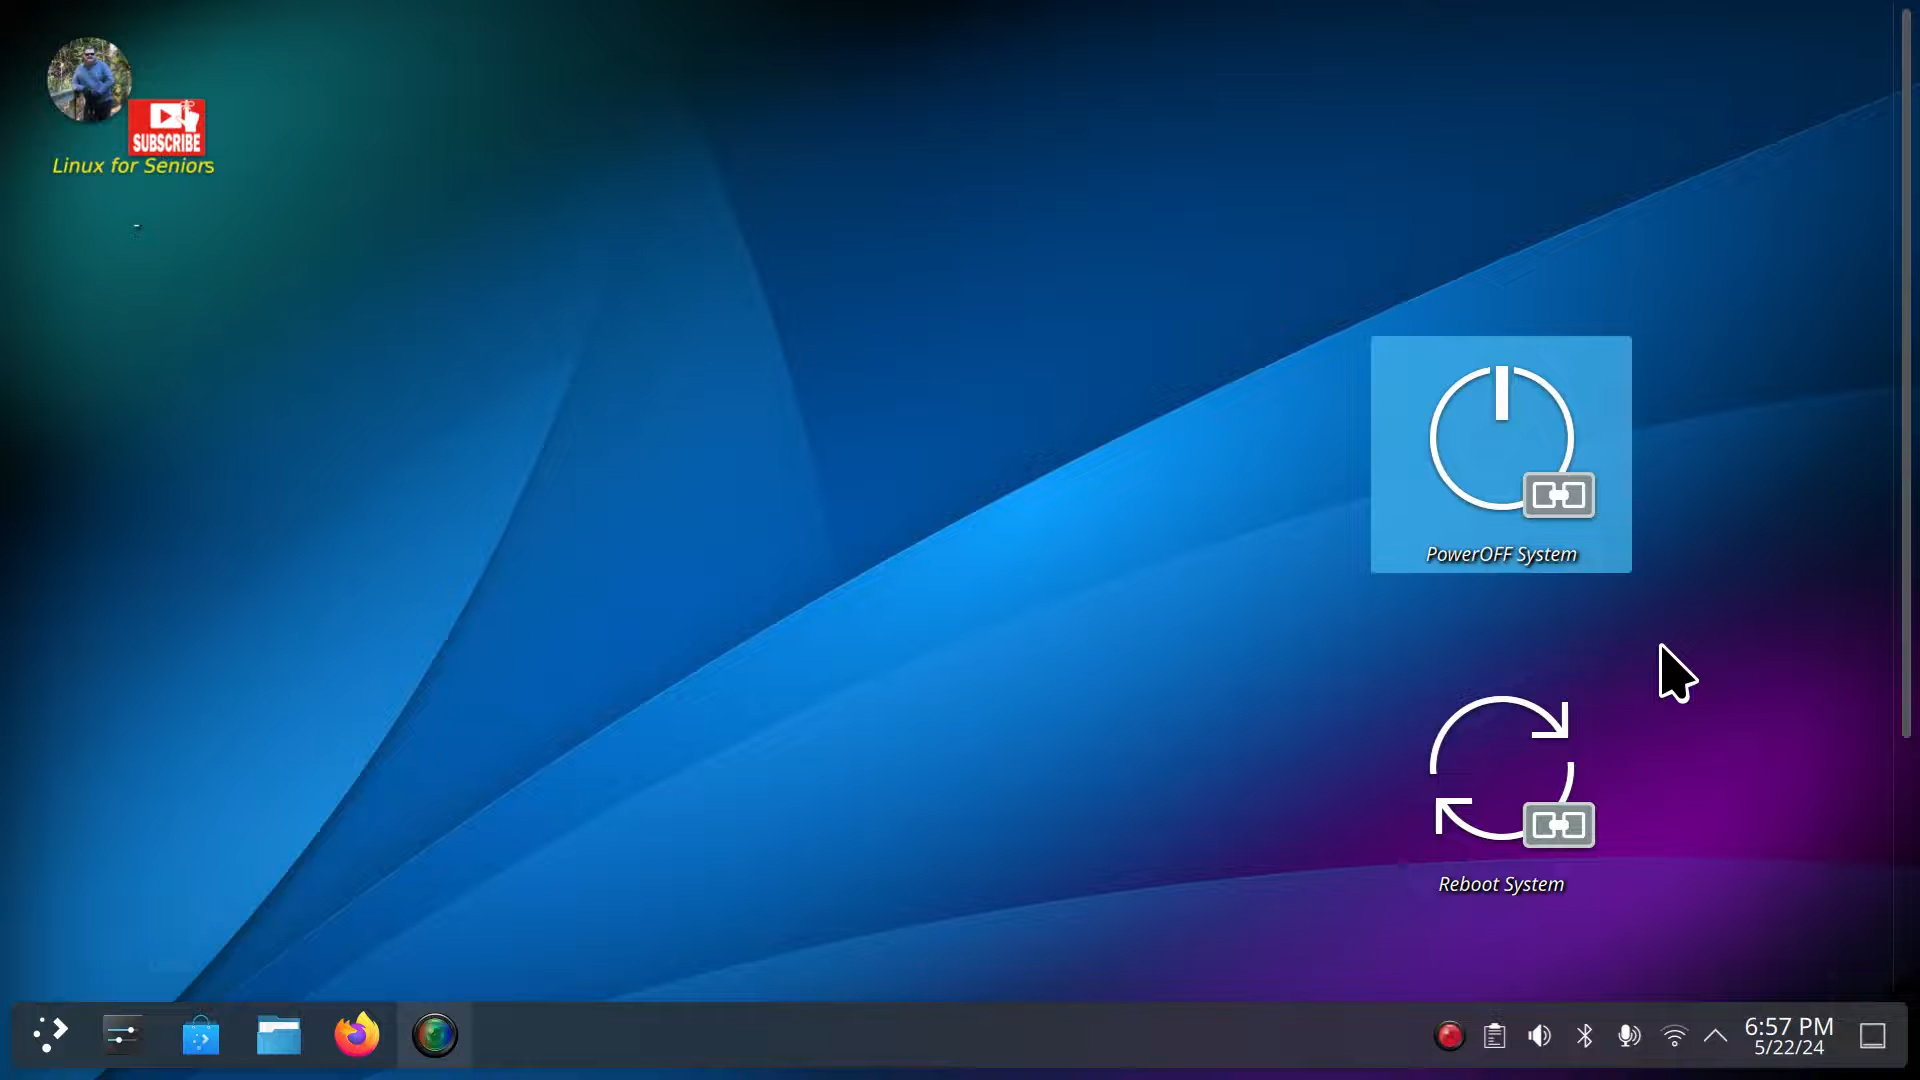 SUBSCRIBE
Linux for Seniors
PowerOFF System
Reboot System
6:57 PM
5/22/24